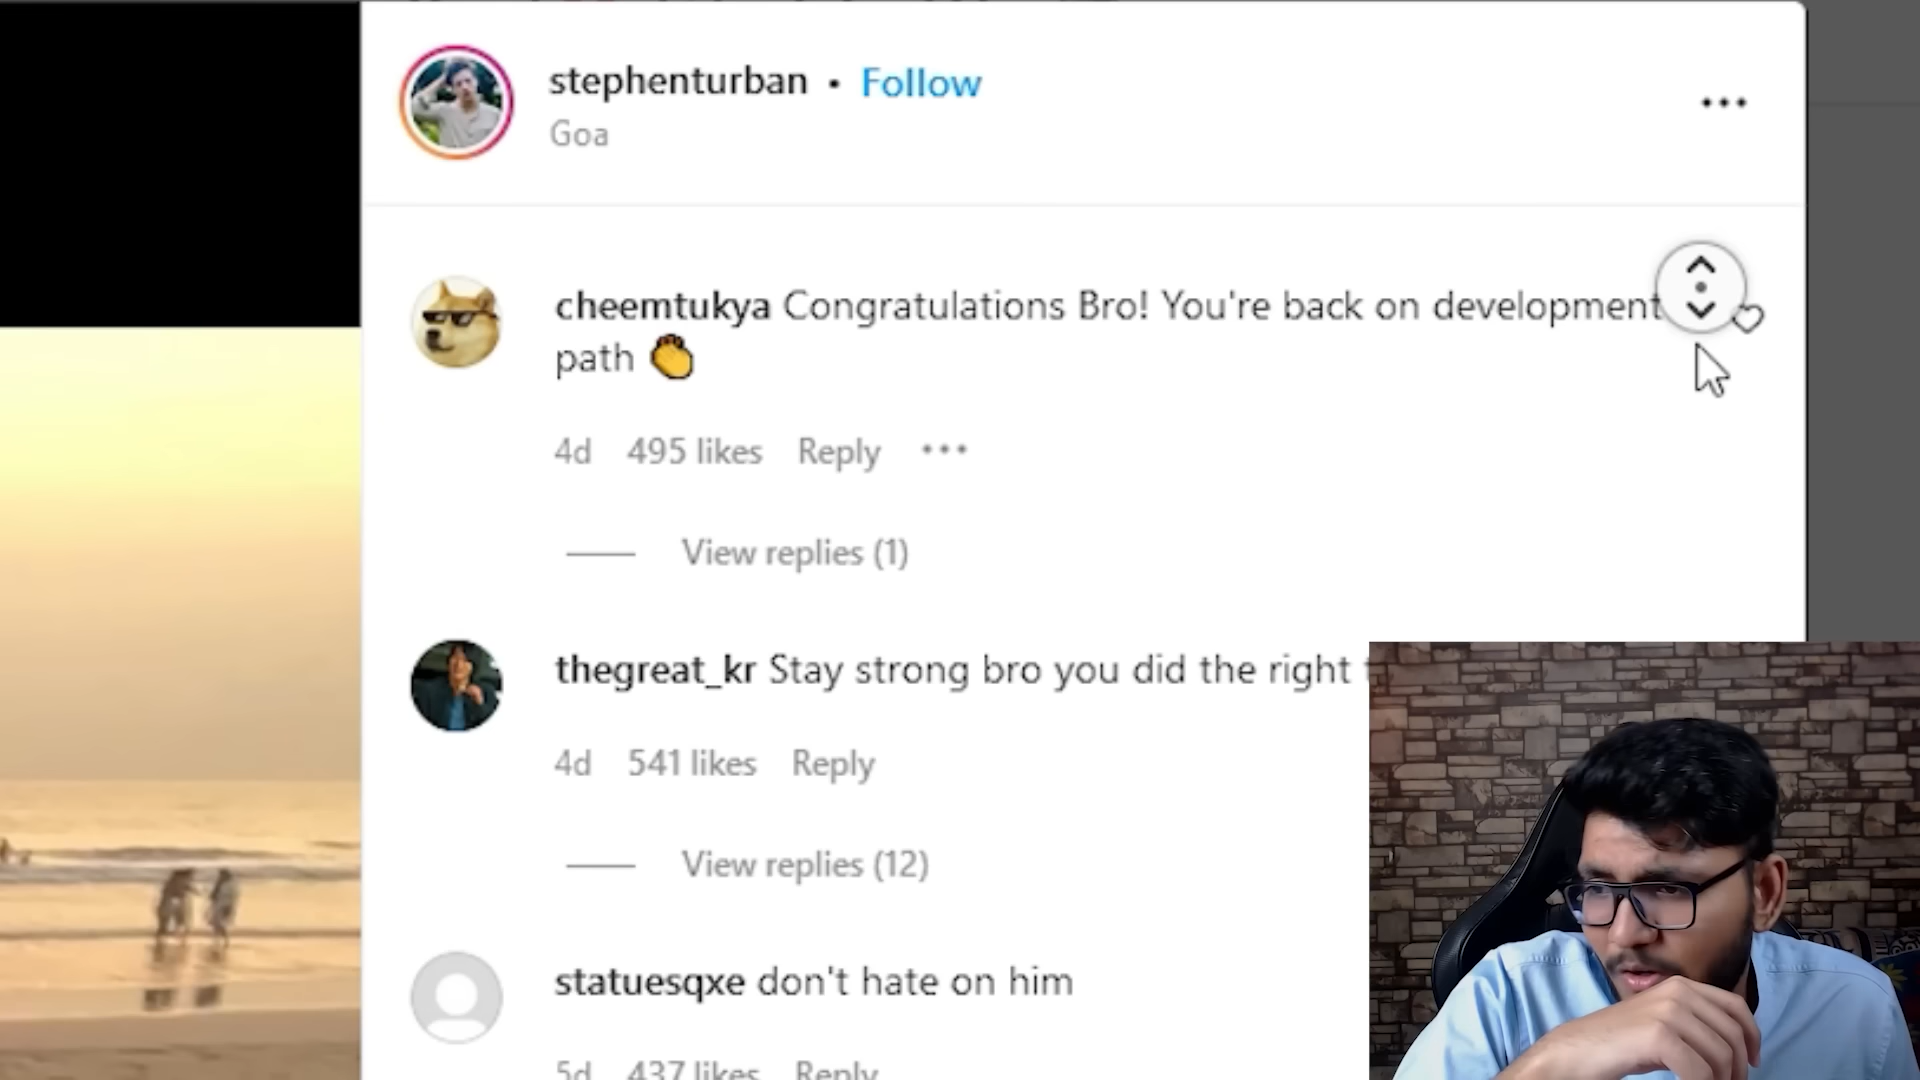 stephenturban • Follow
Goa
cheemtukya Congratulations Bro! You're back on development
path 👏
4d 495 likes Reply
View replies (1)
thegreat_kr Stay strong bro you did the right
4d 541 likes Reply
View replies (12)
statuesqxe don't hate on him
5d 437 likes Reply